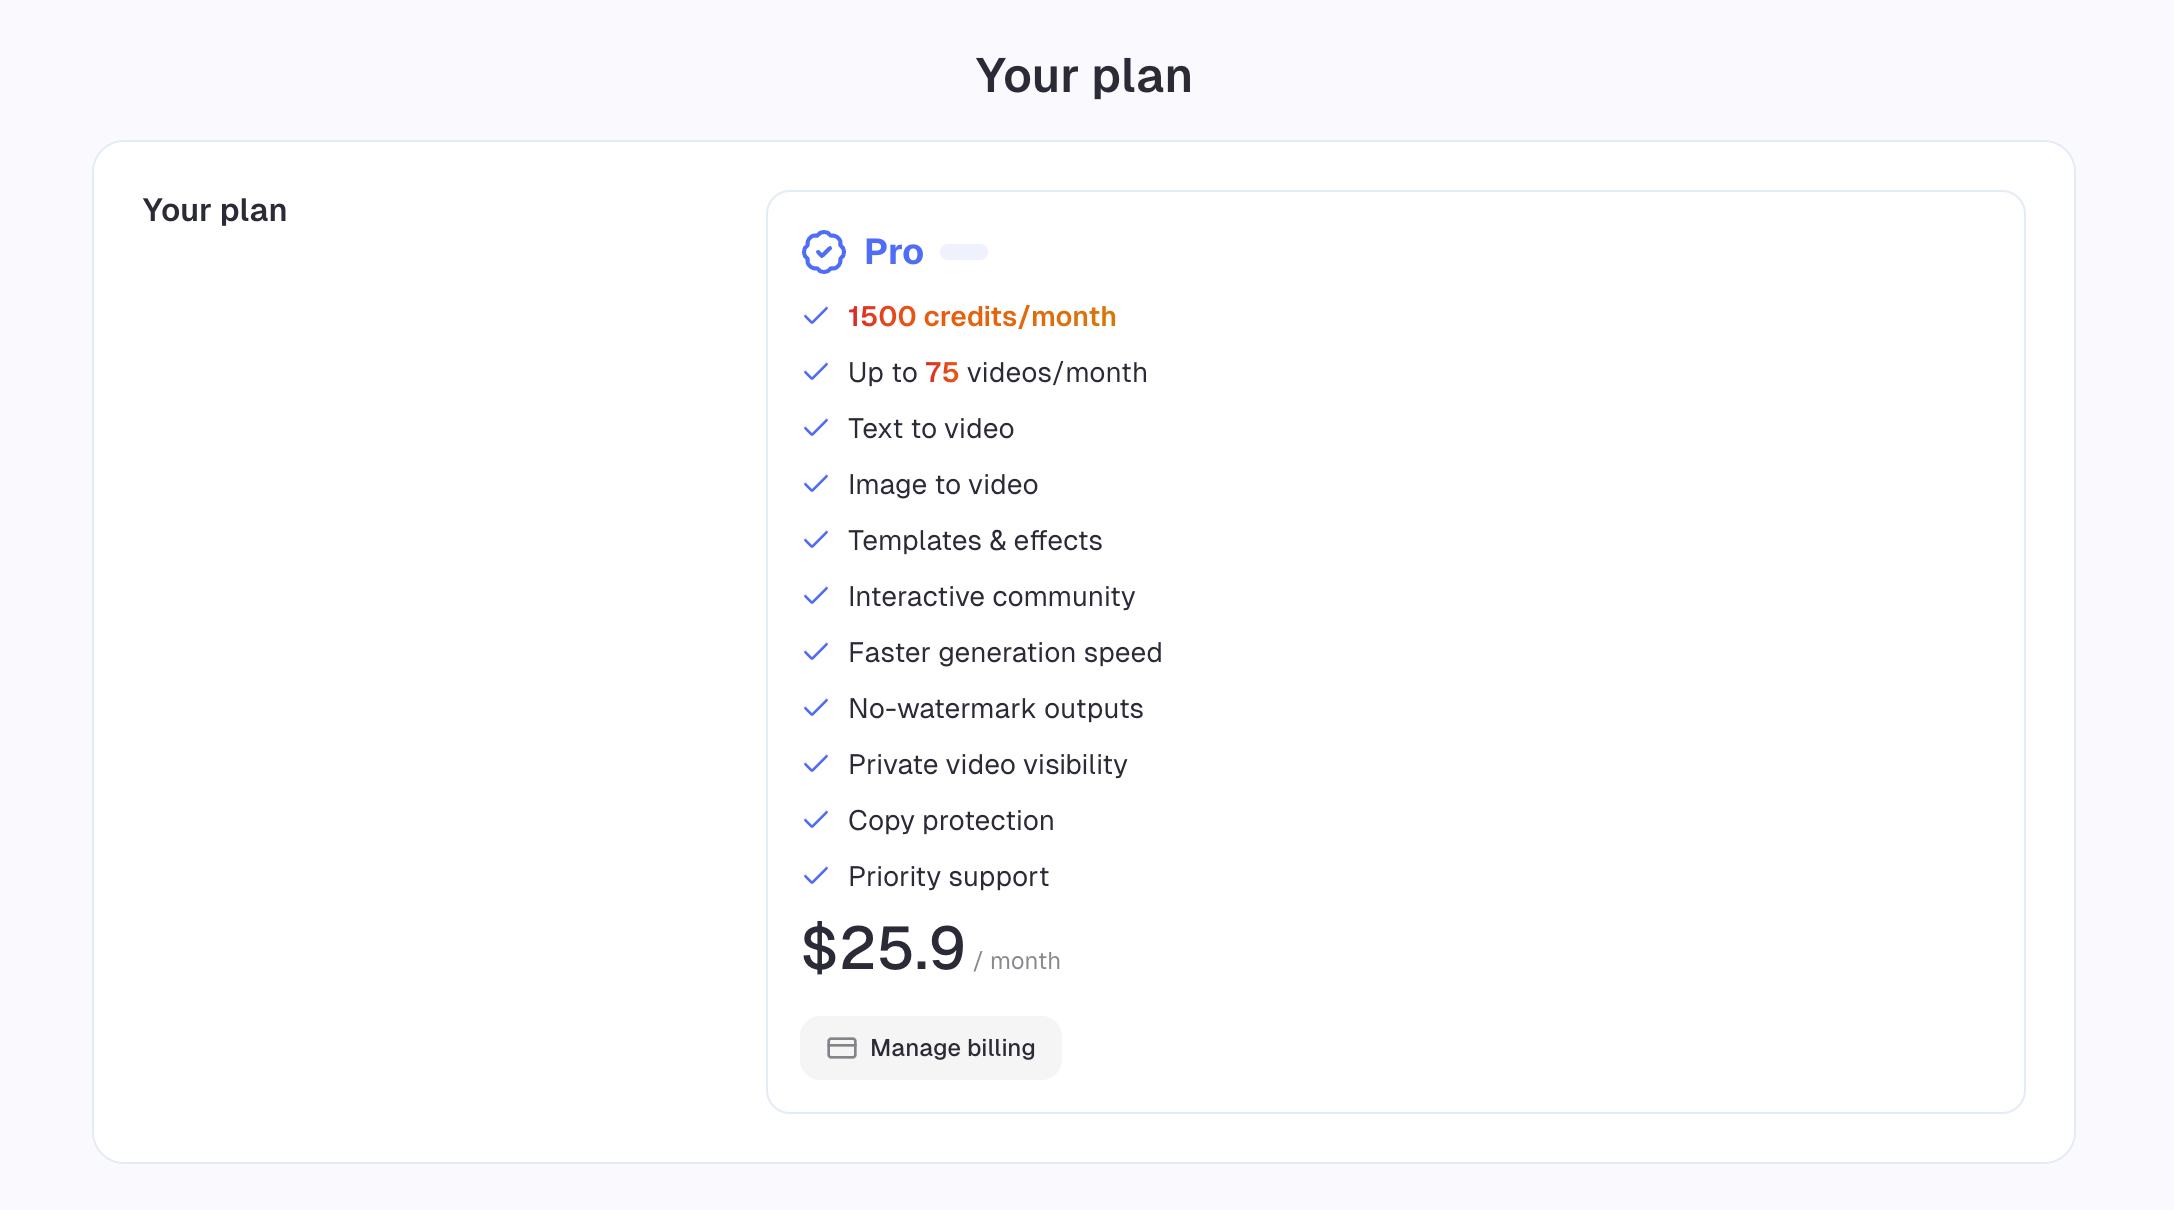 Your plan
Your plan
Pro
1500 credits/month
Up to 75 videos/month
Text to video
Image to video
Templates & effects
Interactive community
Faster generation speed
No-watermark outputs
Private video visibility
Copy protection
Priority support
$25.9 / month
Manage billing